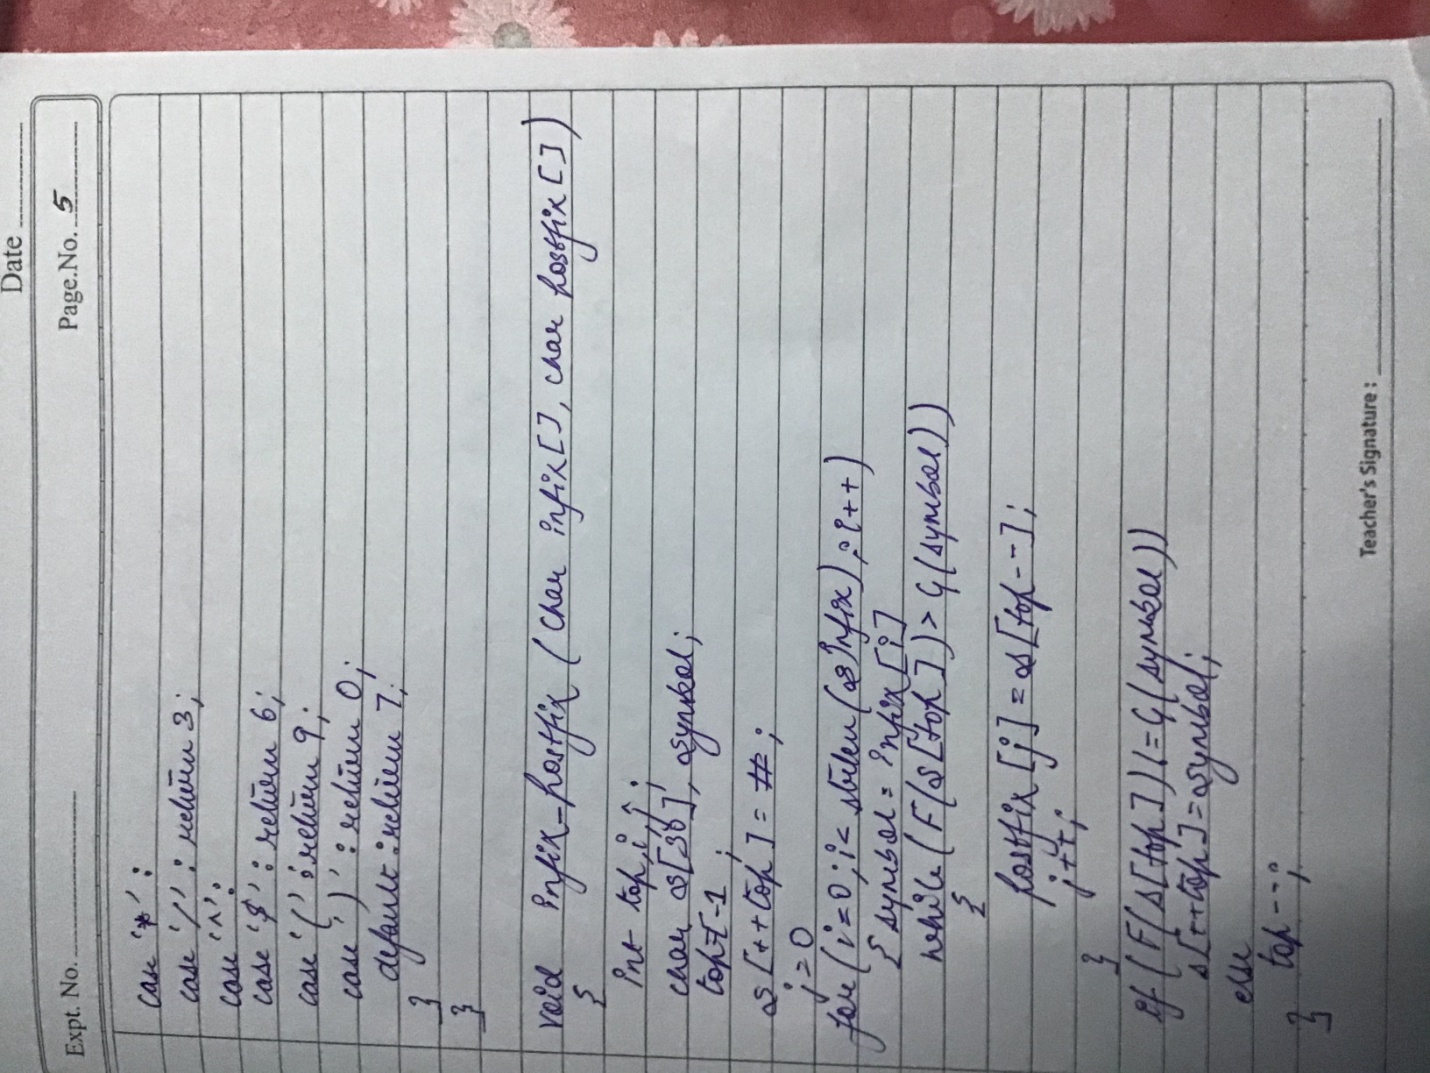 Date
Expt. No. Page.No. 5
case '*' :
case '/' : return 3;
case '^' :
case '$' : return 6;
case '(' : return 9;
case ')' : return 0;
default : return 7;
}
}
void infix_postfix (char infix[], char postfix[])
{
int top, i, j;
char s[30], symbol;
top=-1;
s[++top] = #;
j=0
for (i=0; i< strlen(infix); i++)
{ symbol = infix[i]
while (F(s[top]) > G(symbol))
{
postfix[j] = s[top--];
j++;
}
if (F(s[top]) != G(symbol))
s[++top] = symbol;
else
top--;
}
}
Teacher's Signature :